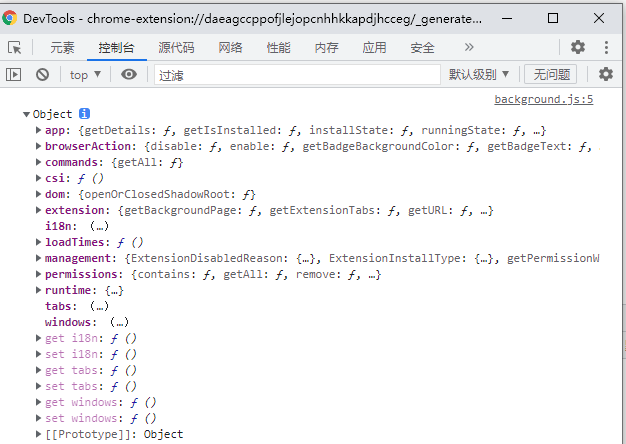 DevTools - chrome-extension://daeagccppofjlejopcnhhkkapdjhcceg/_generate...
元素 控制台 源代码 网络 性能 内存 应用 安全 »
top ▼ 过滤 默认级别 ▼ 无问题
background.js:5
▼Object i
▶app: {getDetails: ƒ, getIsInstalled: ƒ, installState: ƒ, runningState: ƒ, …}
▶browserAction: {disable: ƒ, enable: ƒ, getBadgeBackgroundColor: ƒ, getBadgeText: ƒ,
▶commands: {getAll: ƒ}
▶csi: ƒ ()
▶dom: {openOrClosedShadowRoot: ƒ}
▶extension: {getBackgroundPage: ƒ, getExtensionTabs: ƒ, getURL: ƒ, …}
i18n: (…)
▶loadTimes: ƒ ()
▶management: {ExtensionDisabledReason: {…}, ExtensionInstallType: {…}, getPermissionW
▶permissions: {contains: ƒ, getAll: ƒ, remove: ƒ, …}
▶runtime: {…}
tabs: (…)
windows: (…)
▶get i18n: ƒ ()
▶set i18n: ƒ ()
▶get tabs: ƒ ()
▶set tabs: ƒ ()
▶get windows: ƒ ()
▶set windows: ƒ ()
▶[[Prototype]]: Object